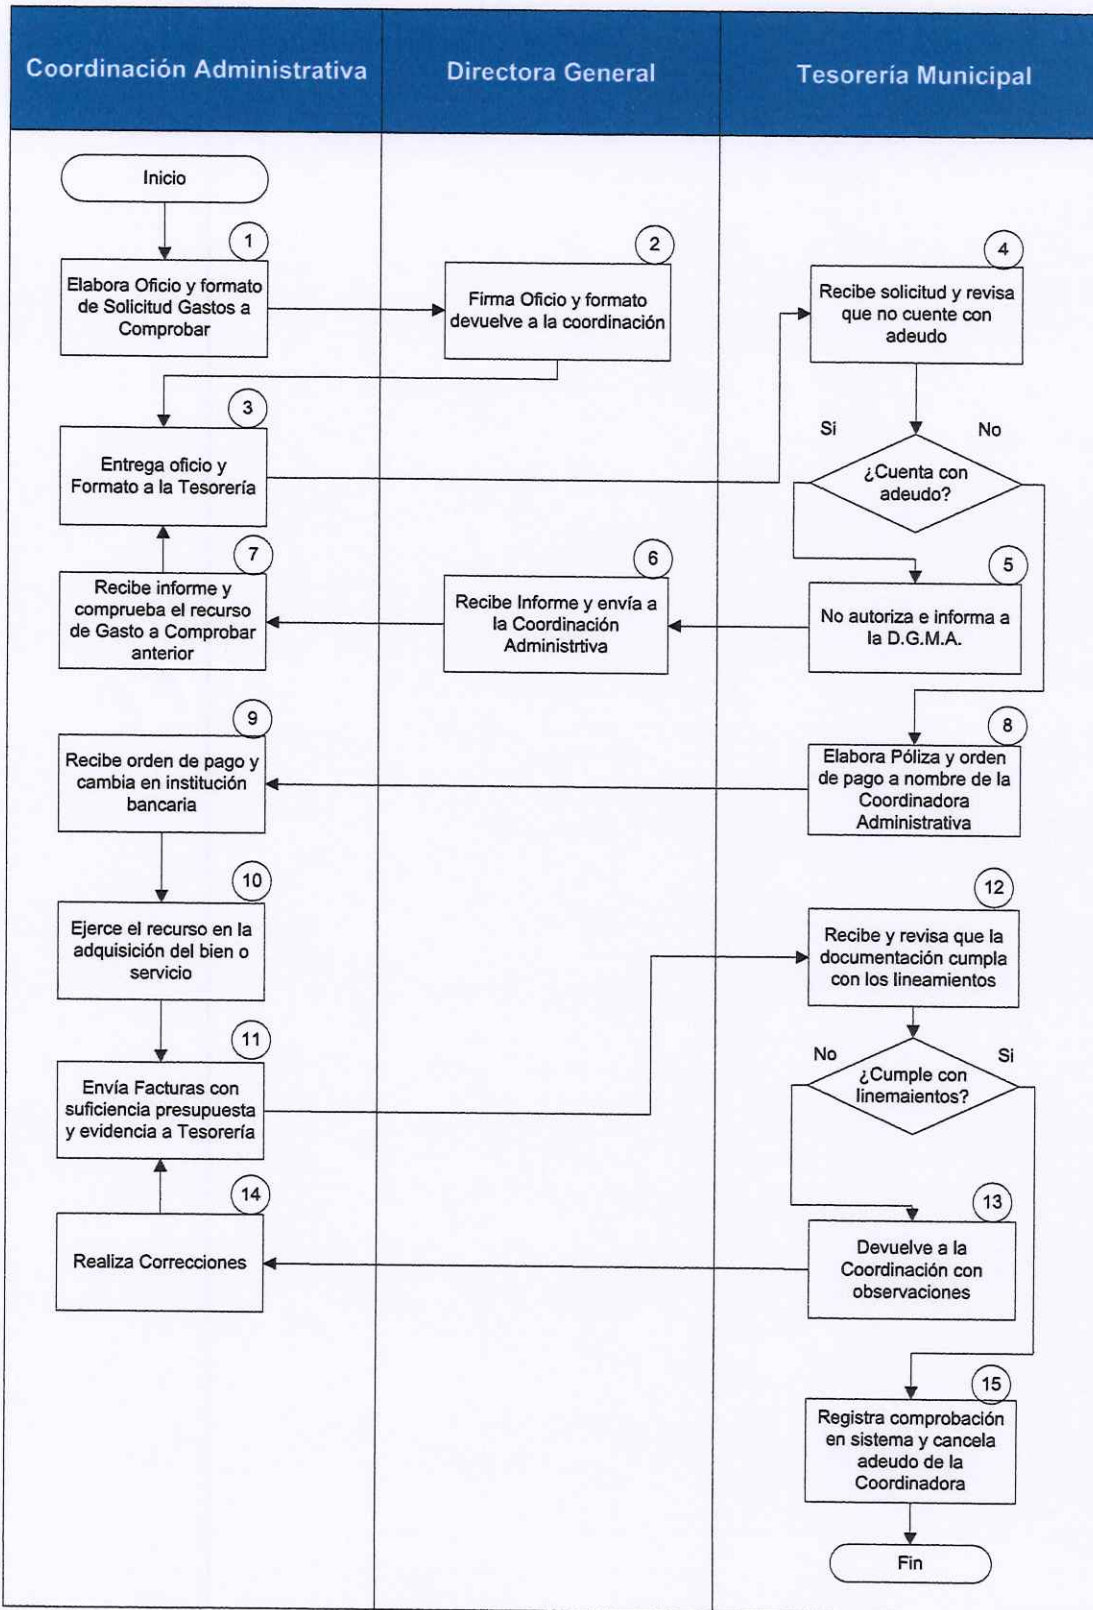 Coordinación Administrativa
Directora General
Tesorería Municipal
Inicio
1
Elabora Oficio y formato
de Solicitud Gastos a
Comprobar
2
Firma Oficio y formato
devuelve a la coordinación
4
Recibe solicitud y revisa
que no cuente con
adeudo
3
Entrega oficio y
Formato a la Tesorería
Si
No
¿Cuenta con
adeudo?
7
Recibe informe y
comprueba el recurso
de Gasto a Comprobar
anterior
6
Recibe Informe y envía a
la Coordinación
Administrtiva
5
No autoriza e informa a
la D.G.M.A.
9
Recibe orden de pago y
cambia en institución
bancaria
8
Elabora Póliza y orden
de pago a nombre de la
Coordinadora
Administrativa
10
Ejerce el recurso en la
adquisición del bien o
servicio
12
Recibe y revisa que la
documentación cumpla
con los lineamientos
11
Envía Facturas con
suficiencia presupuesta
y evidencia a Tesorería
No
Si
¿Cumple con
linemaientos?
14
Realiza Correcciones
13
Devuelve a la
Coordinación con
observaciones
15
Registra comprobación
en sistema y cancela
adeudo de la
Coordinadora
Fin